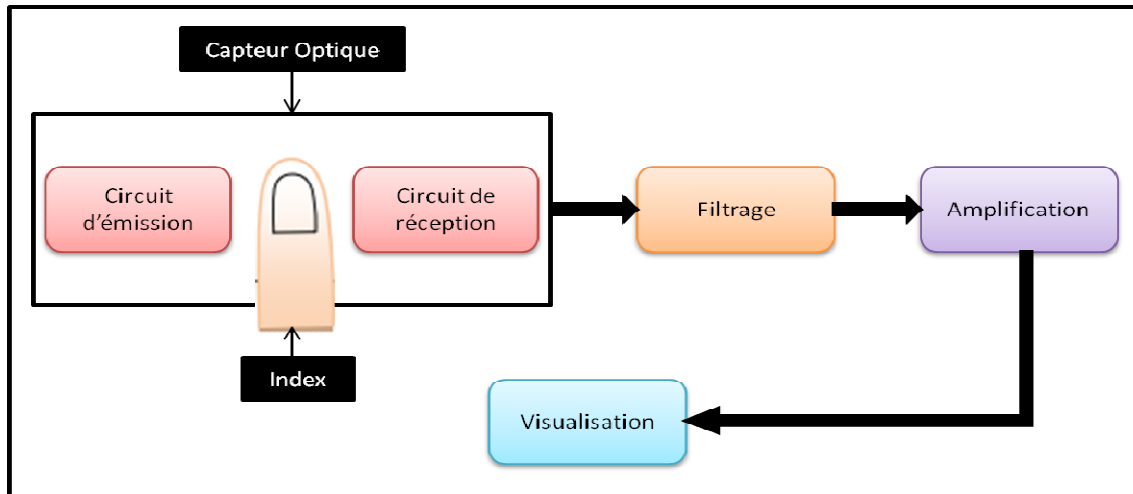 Capteur Optique
Circuit
d'émission
Circuit de
réception
Filtrage
Amplification
Index
Visualisation